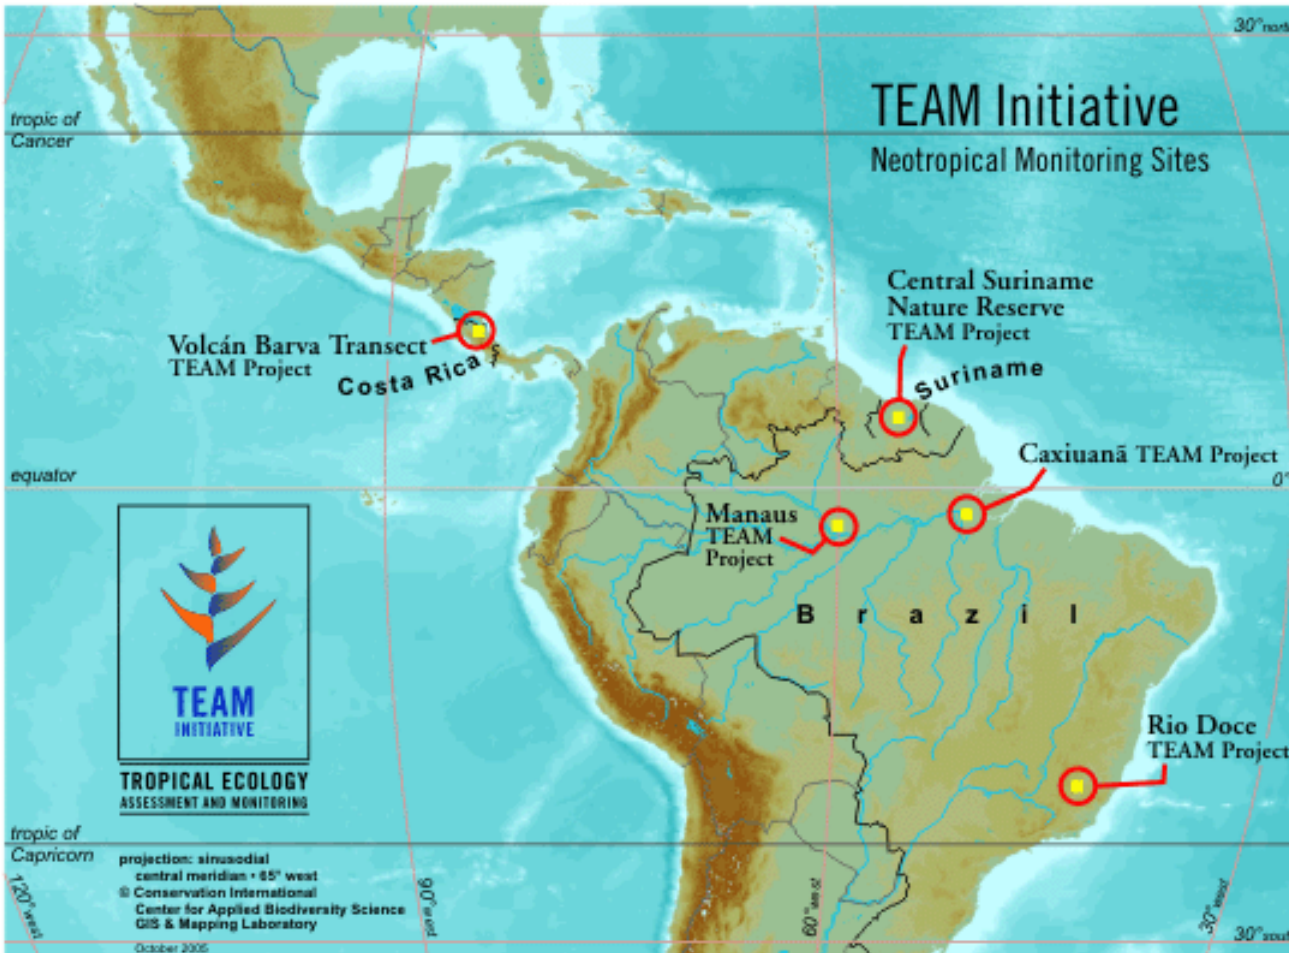 30° north
TEAM Initiative
Neotropical Monitoring Sites
tropic of
Cancer
Central Suriname
Nature Reserve
TEAM Project
Volcán Barva Transect
TEAM Project
Costa Rica
Suriname
Caxiuanã TEAM Project
equator
0°
Manaus
TEAM
Project
Brazil
TEAM
INITIATIVE
TROPICAL ECOLOGY
ASSESSMENT AND MONITORING
Rio Doce
TEAM Project
tropic of
Capricorn
projection: sinusodial
central meridian • 65° west
© Conservation International
Center for Applied Biodiversity Science
GIS & Mapping Laboratory
October 2005
120° west
90° west
60° west
30° west
30° south